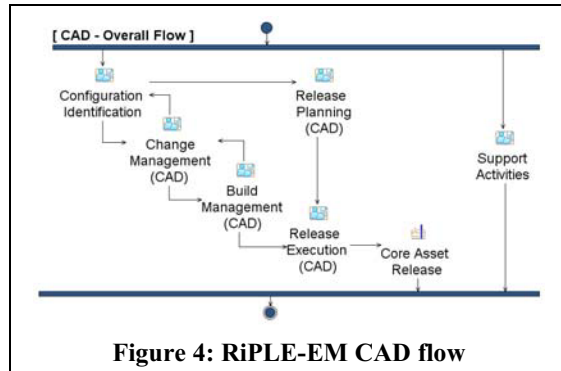 [ CAD - Overall Flow ]
Configuration
Identification
Release
Planning
(CAD)
Change
Management
(CAD)
Support
Activities
Build
Management
(CAD)
Release
Execution
(CAD)
Core Asset
Release
Figure 4: RiPLE-EM CAD flow